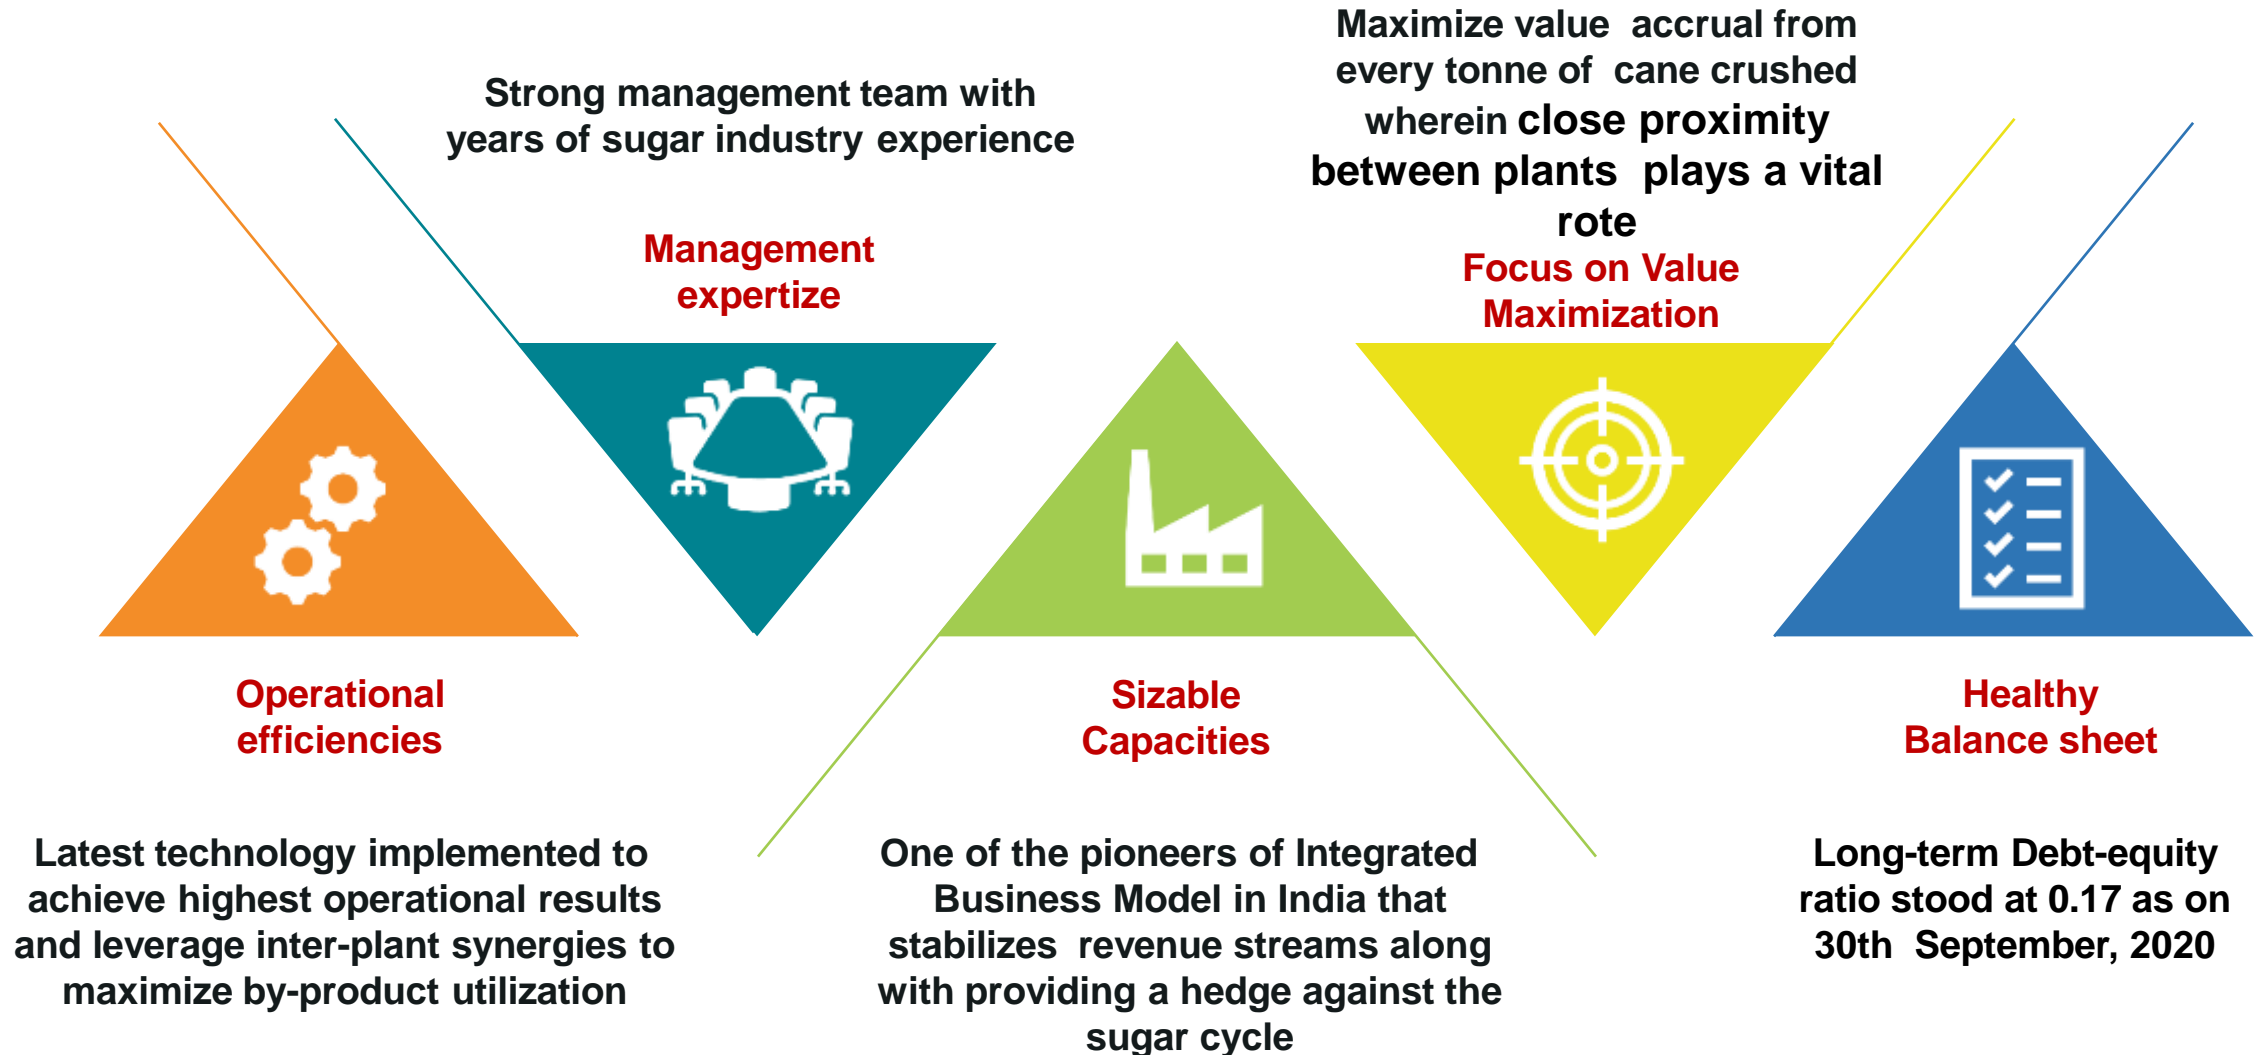 Strong management team with
years of sugar industry experience
Management
expertize
Maximize value accrual from
every tonne of cane crushed
wherein close proximity
between plants plays a vital
rote
Focus on Value
Maximization
Operational
efficiencies
Latest technology implemented to
achieve highest operational results
and leverage inter-plant synergies to
maximize by-product utilization
Sizable
Capacities
One of the pioneers of Integrated
Business Model in India that
stabilizes revenue streams along
with providing a hedge against the
sugar cycle
Healthy
Balance sheet
Long-term Debt-equity
ratio stood at 0.17 as on
30th September, 2020